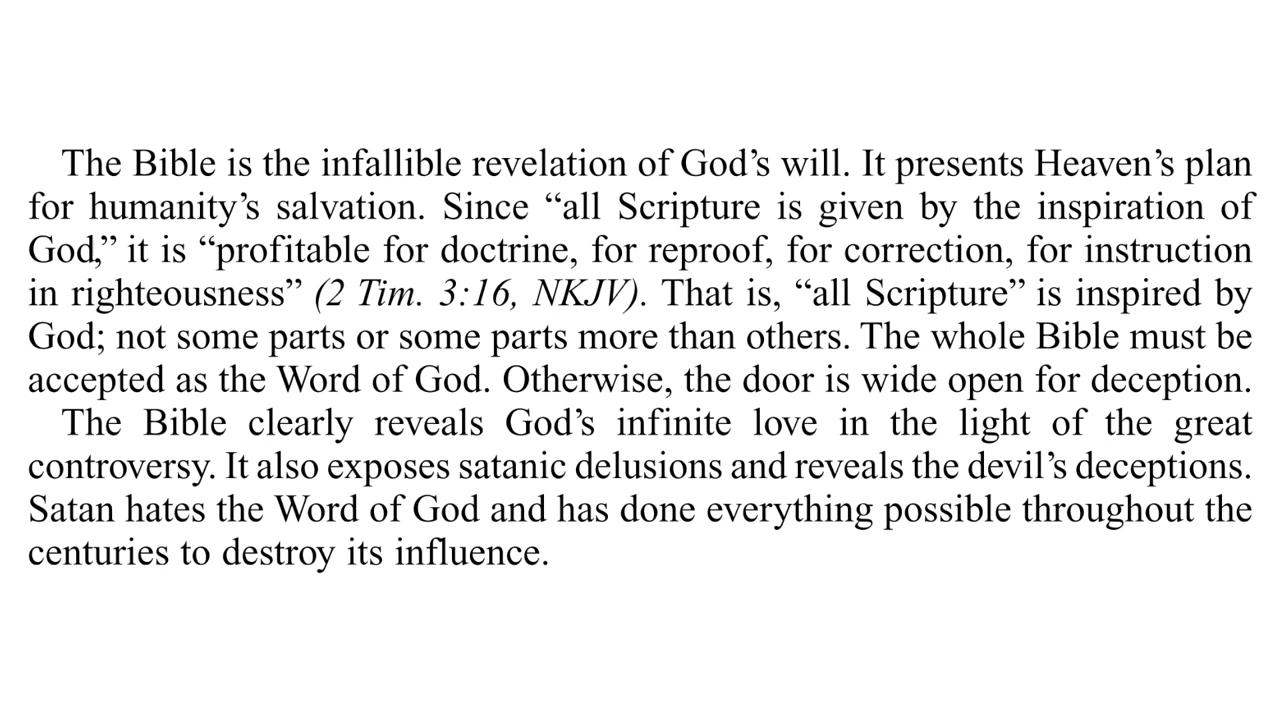 The Bible is the infallible revelation of God’s will. It presents Heaven’s plan
for humanity’s salvation. Since “all Scripture is given by the inspiration of
God,” it is “profitable for doctrine, for reproof, for correction, for instruction
in righteousness” (2 Tim. 3:16, NKJV). That is, “all Scripture” is inspired by
God; not some parts or some parts more than others. The whole Bible must be
accepted as the Word of God. Otherwise, the door is wide open for deception.
The Bible clearly reveals God’s infinite love in the light of the great
controversy. It also exposes satanic delusions and reveals the devil’s deceptions.
Satan hates the Word of God and has done everything possible throughout the
centuries to destroy its influence.